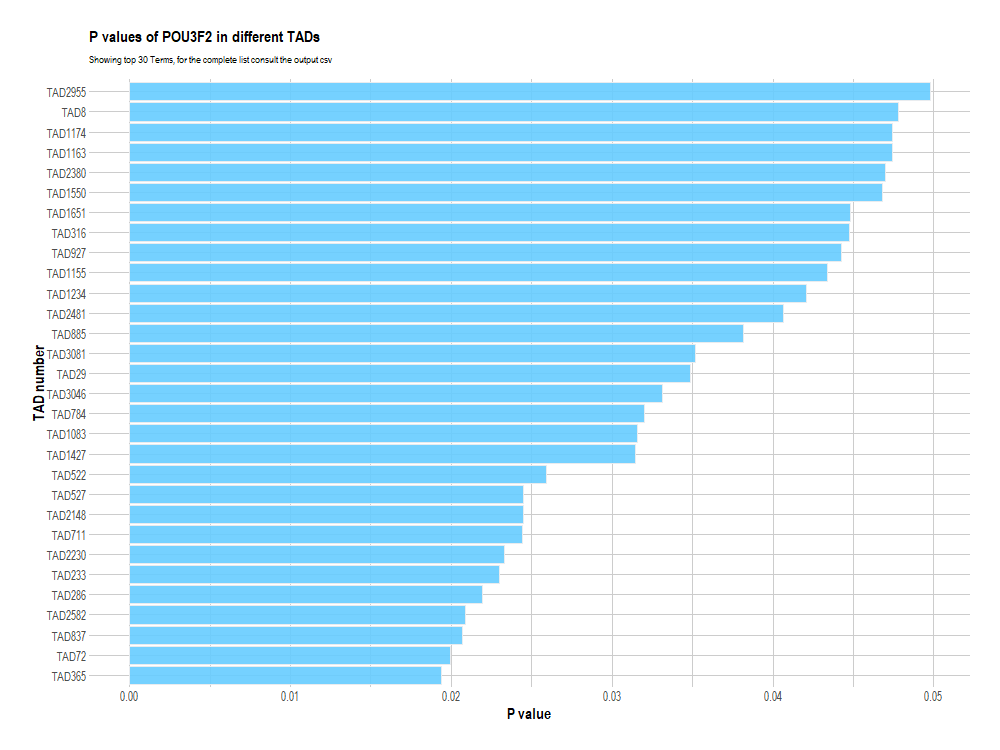 P values of POU3F2 in different TADs
Showing top 30 Terms, for the complete list consult the output csv
TAD2955
TAD8
TAD1174
TAD1163
TAD2380
TAD1550
TAD1651
TAD316
TAD927
TAD1155
TAD1234
TAD2481
TAD885
TAD3081
TAD29
TAD3046
TAD784
TAD1083
TAD1427
TAD522
TAD527
TAD2148
TAD711
TAD2230
TAD233
TAD286
TAD2582
TAD837
TAD72
TAD365
TAD number
0.00 0.01 0.02 0.03 0.04 0.05
P value